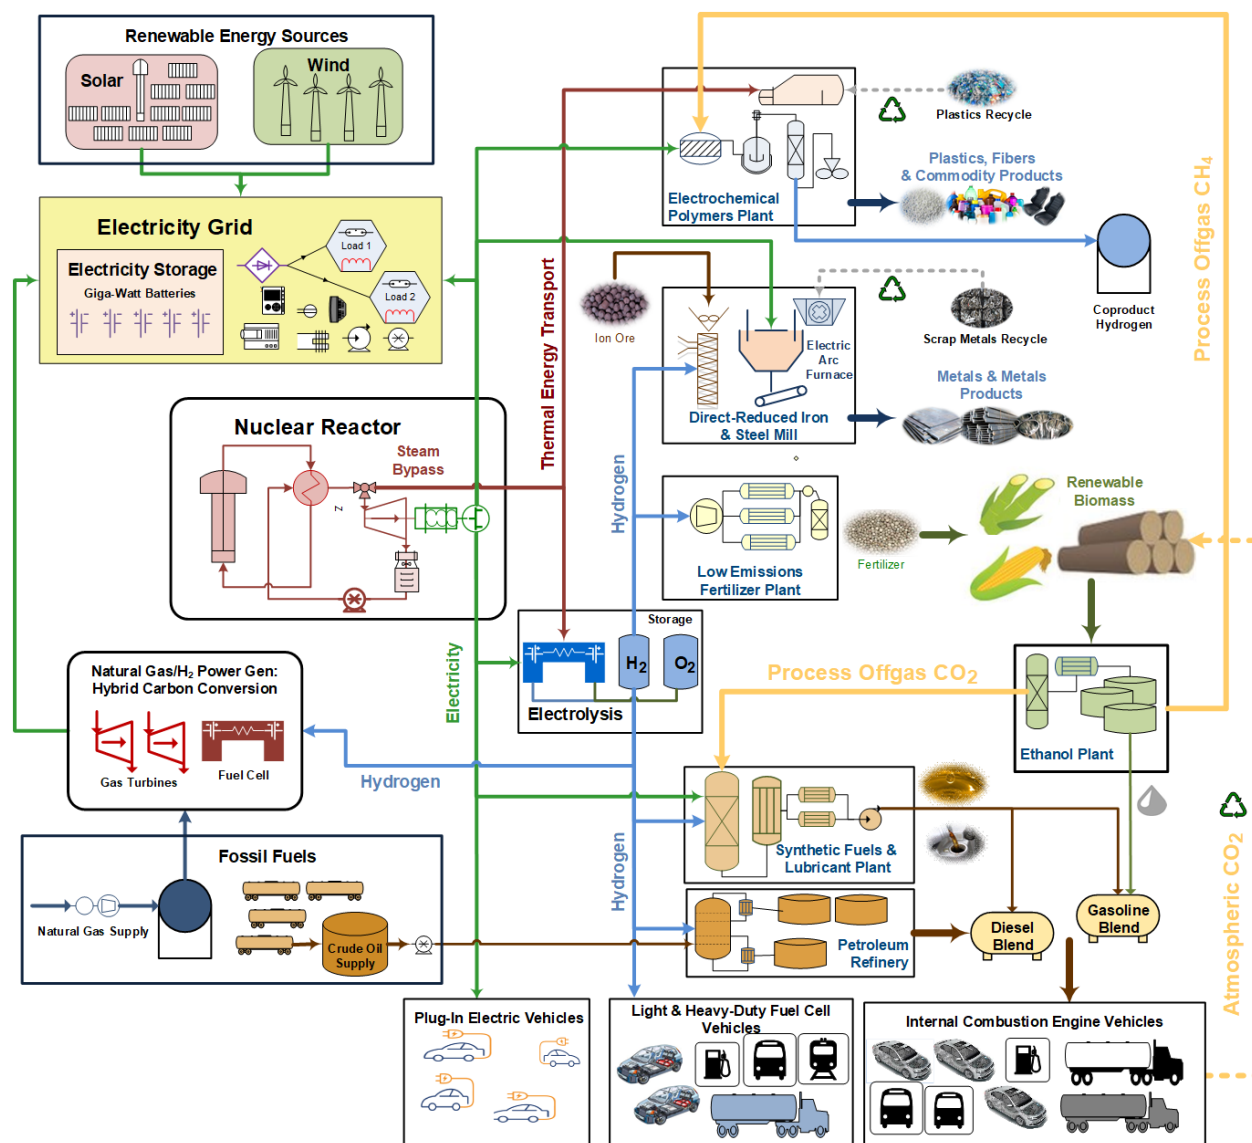 Renewable Energy Sources
Solar
Wind
Electricity Grid
Electricity Storage
Giga-Watt Batteries
Load 1
Load 2
Nuclear Reactor
Steam
Bypass
N
Thermal Energy Transport
Electricity
Natural Gas/H2 Power Gen:
Hybrid Carbon Conversion
Gas Turbines
Fuel Cell
Hydrogen
Fossil Fuels
Natural Gas Supply
Crude Oil
Supply
Electrochemical
Polymers Plant
Plastics Recycle
Plastics, Fibers
& Commodity Products
Coproduct
Hydrogen
Process Offgas CH4
Ion Ore
Electric
Arc
Furnace
Direct-Reduced Iron
& Steel Mill
Scrap Metals Recycle
Metals & Metals
Products
Hydrogen
Low Emissions
Fertilizer Plant
Fertilizer
Renewable
Biomass
Storage
H2
O2
Electrolysis
Process Offgas CO2
Ethanol Plant
Hydrogen
Synthetic Fuels &
Lubricant Plant
Petroleum
Refinery
Diesel
Blend
Gasoline
Blend
Atmospheric CO2
Plug-In Electric Vehicles
Light & Heavy-Duty Fuel Cell
Vehicles
Internal Combustion Engine Vehicles